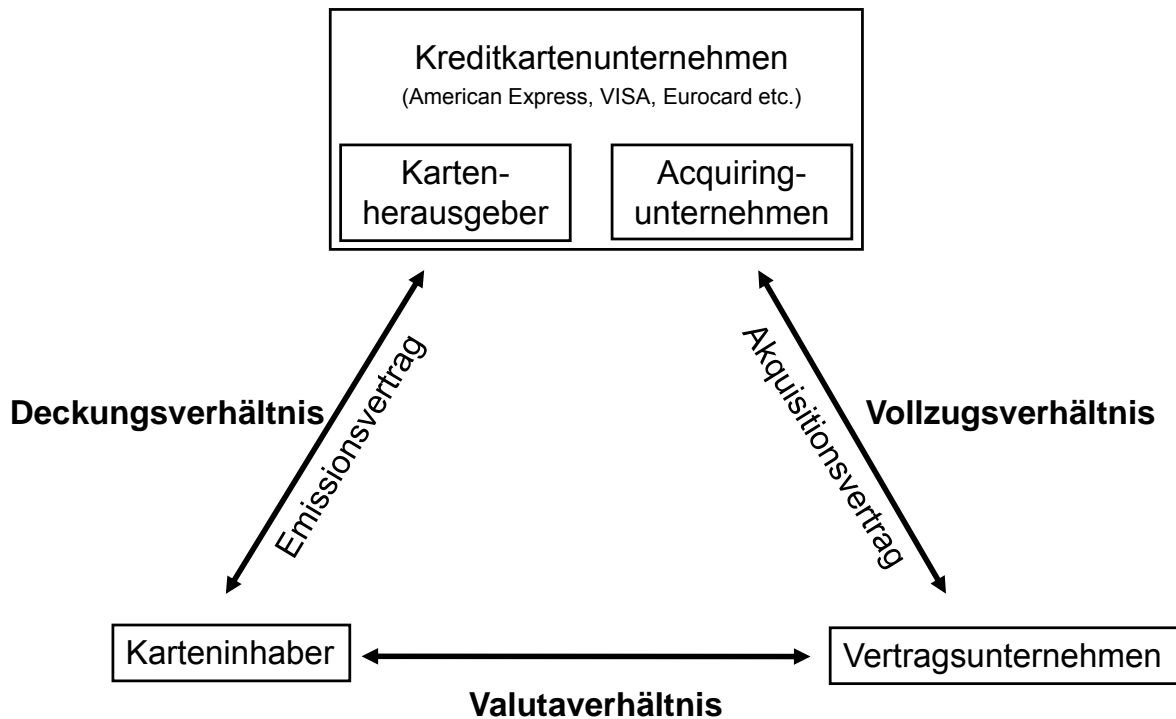 Kreditkartenunternehmen
(American Express, VISA, Eurocard etc.)
Karten-
herausgeber
Acquiring-
unternehmen
Deckungsverhältnis
Emissionsvertrag
Akquisitionsvertrag
Vollzugsverhältnis
Karteninhaber
Vertragsunternehmen
Valutaverhältnis